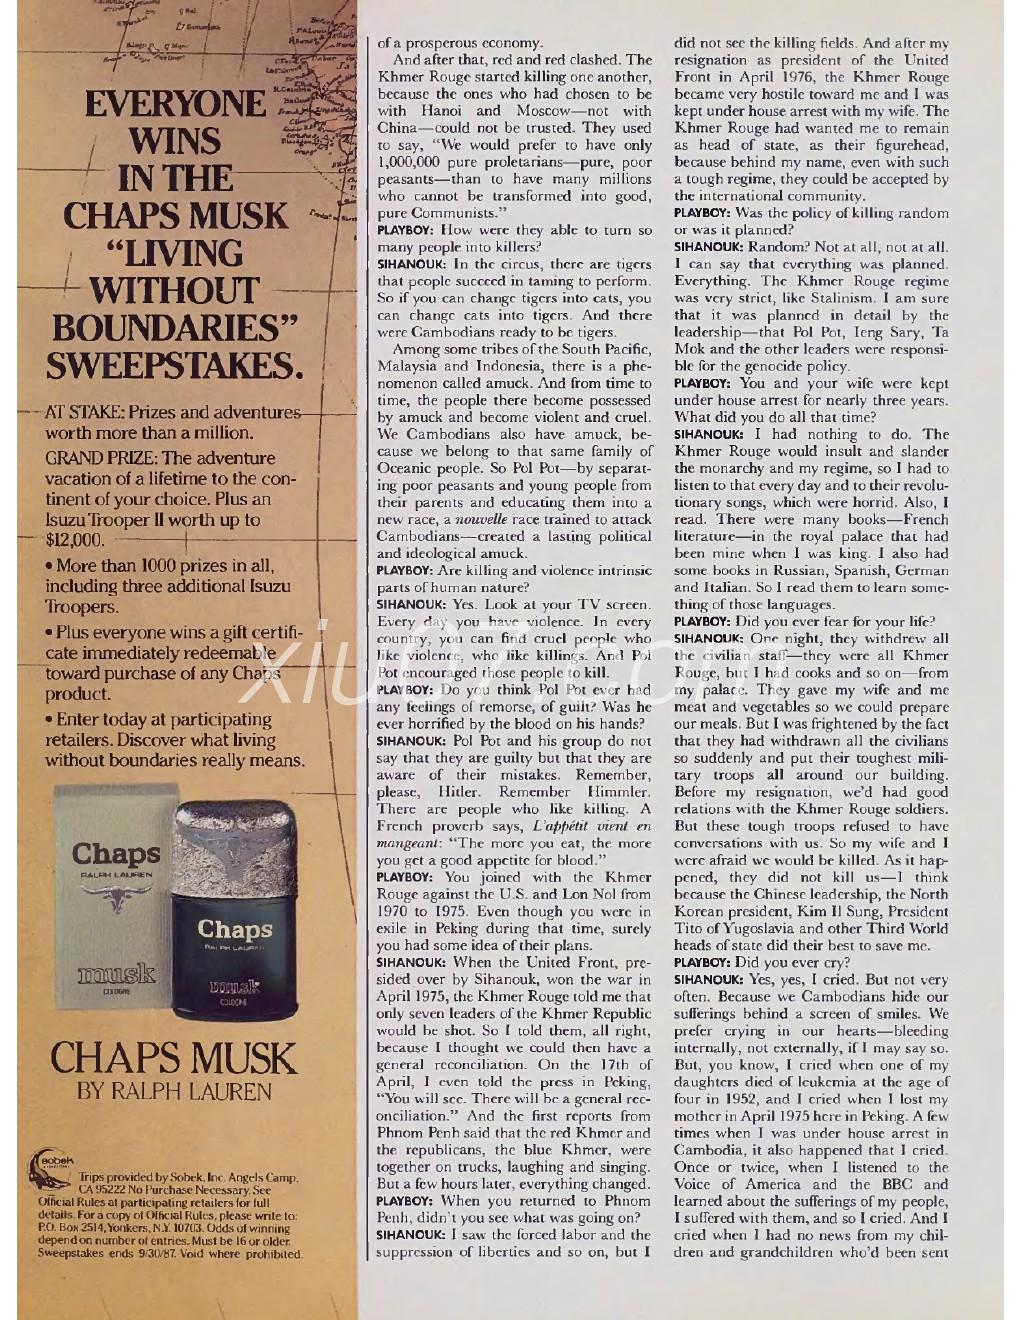 EVERYONE
WINS
IN THE
CHAPS MUSK
“LIVING
WITHOUT
BOUNDARIES”
SWEEPSTAKES.
AT STAKE: Prizes and adventures
worth more than a million.
GRAND PRIZE: The adventure
vacation of a lifetime to the con-
tinent of your choice. Plus an
Isuzu Trooper II worth up to
$12,000.
• More than 1000 prizes in all,
including three additional Isuzu
Troopers.
• Plus everyone wins a gift certifi-
cate immediately redeemable
toward purchase of any Chaps
product.
• Enter today at participating
retailers. Discover what living
without boundaries really means.
Chaps
RALPH LAUREN
musk
COLOGNE
Chaps
RALPH LAUREN
musk
COLOGNE
CHAPS MUSK
BY RALPH LAUREN
sobek
Trips provided by Sobek, Inc. Angels Camp,
CA 95222 No Purchase Necessary. See
Official Rules at participating retailers for full
details. For a copy of Official Rules, please write to:
P.O. Box 2514, Yonkers, N.Y. 10703. Odds of winning
depend on number of entries. Must be 16 or older.
Sweepstakes ends 9/30/87. Void where prohibited.
of a prosperous economy.
And after that, red and red clashed. The
Khmer Rouge started killing one another,
because the ones who had chosen to be
with Hanoi and Moscow—not with
China—could not be trusted. They used
to say, “We would prefer to have only
1,000,000 pure proletarians—pure, poor
peasants—than to have many millions
who cannot be transformed into good,
pure Communists.”
PLAYBOY: How were they able to turn so
many people into killers?
SIHANOUK: In the circus, there are tigers
that people succeed in taming to perform.
So if you can change tigers into cats, you
can change cats into tigers. And there
were Cambodians ready to be tigers.
Among some tribes of the South Pacific,
Malaysia and Indonesia, there is a phe-
nomenon called amuck. And from time to
time, the people there become possessed
by amuck and become violent and cruel.
We Cambodians also have amuck, be-
cause we belong to that same family of
Oceanic people. So Pol Pot—by separat-
ing poor peasants and young people from
their parents and educating them into a
new race, a nouvelle race trained to attack
Cambodians—created a lasting political
and ideological amuck.
PLAYBOY: Are killing and violence intrinsic
parts of human nature?
SIHANOUK: Yes. Look at your TV screen.
Every day you have violence. In every
country, you can find cruel people who
like violence, who like killings. And Pol
Pot encouraged those people to kill.
PLAYBOY: Do you think Pol Pot ever had
any feelings of remorse, of guilt? Was he
ever horrified by the blood on his hands?
SIHANOUK: Pol Pot and his group do not
say that they are guilty but that they are
aware of their mistakes. Remember,
please, Hitler. Remember Himmler.
There are people who like killing. A
French proverb says, L’appétit vient en
mangeant: “The more you eat, the more
you get a good appetite for blood.”
PLAYBOY: You joined with the Khmer
Rouge against the U.S. and Lon Nol from
1970 to 1975. Even though you were in
exile in Peking during that time, surely
you had some idea of their plans.
SIHANOUK: When the United Front, pre-
sided over by Sihanouk, won the war in
April 1975, the Khmer Rouge told me that
only seven leaders of the Khmer Republic
would be shot. So I told them, all right,
because I thought we could then have a
general reconciliation. On the 17th of
April, I even told the press in Peking,
“You will see. There will be a general rec-
onciliation.” And the first reports from
Phnom Penh said that the red Khmer and
the republicans, the blue Khmer, were
together on trucks, laughing and singing.
But a few hours later, everything changed.
PLAYBOY: When you returned to Phnom
Penh, didn’t you see what was going on?
SIHANOUK: I saw the forced labor and the
suppression of liberties and so on, but I
did not see the killing fields. And after my
resignation as president of the United
Front in April 1976, the Khmer Rouge
became very hostile toward me and I was
kept under house arrest with my wife. The
Khmer Rouge had wanted me to remain
as head of state, as their figurehead,
because behind my name, even with such
a tough regime, they could be accepted by
the international community.
PLAYBOY: Was the policy of killing random
or was it planned?
SIHANOUK: Random? Not at all, not at all.
I can say that everything was planned.
Everything. The Khmer Rouge regime
was very strict, like Stalinism. I am sure
that it was planned in detail by the
leadership—that Pol Pot, Ieng Sary, Ta
Mok and the other leaders were responsi-
ble for the genocide policy.
PLAYBOY: You and your wife were kept
under house arrest for nearly three years.
What did you do all that time?
SIHANOUK: I had nothing to do. The
Khmer Rouge would insult and slander
the monarchy and my regime, so I had to
listen to that every day and to their revolu-
tionary songs, which were horrid. Also, I
read. There were many books—French
literature—in the royal palace that had
been mine when I was king. I also had
some books in Russian, Spanish, German
and Italian. So I read them to learn some-
thing of those languages.
PLAYBOY: Did you ever fear for your life?
SIHANOUK: One night, they withdrew all
the civilian staff—they were all Khmer
Rouge, but I had cooks and so on—from
my palace. They gave my wife and me
meat and vegetables so we could prepare
our meals. But I was frightened by the fact
that they had withdrawn all the civilians
so suddenly and put their toughest mili-
tary troops all around our building.
Before my resignation, we’d had good
relations with the Khmer Rouge soldiers.
But these tough troops refused to have
conversations with us. So my wife and I
were afraid we would be killed. As it hap-
pened, they did not kill us—I think
because the Chinese leadership, the North
Korean president, Kim Il Sung, President
Tito of Yugoslavia and other Third World
heads of state did their best to save me.
PLAYBOY: Did you ever cry?
SIHANOUK: Yes, yes, I cried. But not very
often. Because we Cambodians hide our
sufferings behind a screen of smiles. We
prefer crying in our hearts—bleeding
internally, not externally, if I may say so.
But, you know, I cried when one of my
daughters died of leukemia at the age of
four in 1952, and I cried when I lost my
mother in April 1975 here in Peking. A few
times when I was under house arrest in
Cambodia, it also happened that I cried.
Once or twice, when I listened to the
Voice of America and the BBC and
learned about the sufferings of my people,
I suffered with them, and so I cried. And I
cried when I had no news from my chil-
dren and grandchildren who’d been sent